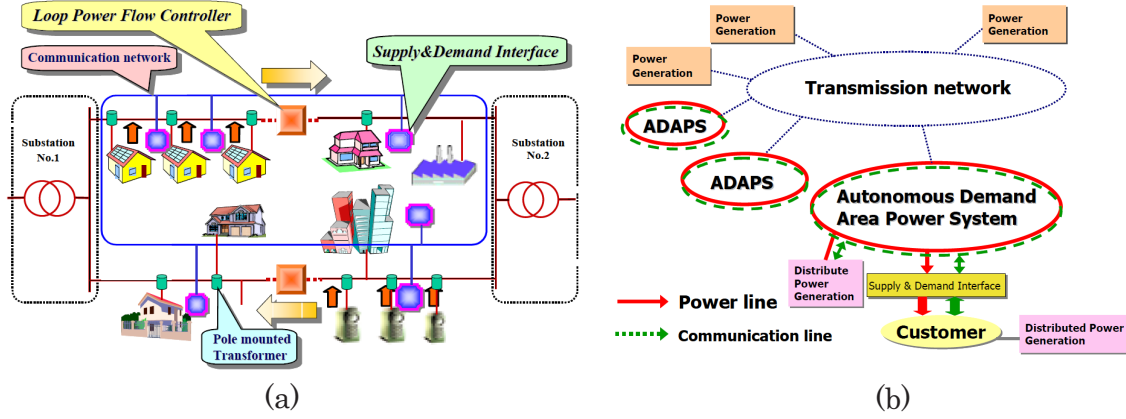 Loop Power Flow
Controller
Communication network
Supply&Demand Interface
Substation
No.1
Substation
No.2
Pole mounted
Transformer
(a)
Power
Generation
Power
Generation
Power
Generation
Transmission network
ADAPS
ADAPS
Autonomous Demand
Area Power System
Distribute
Power
Generation
Supply & Demand Interface
Power line
Customer
Distributed Power
Generation
Communication line
(b)